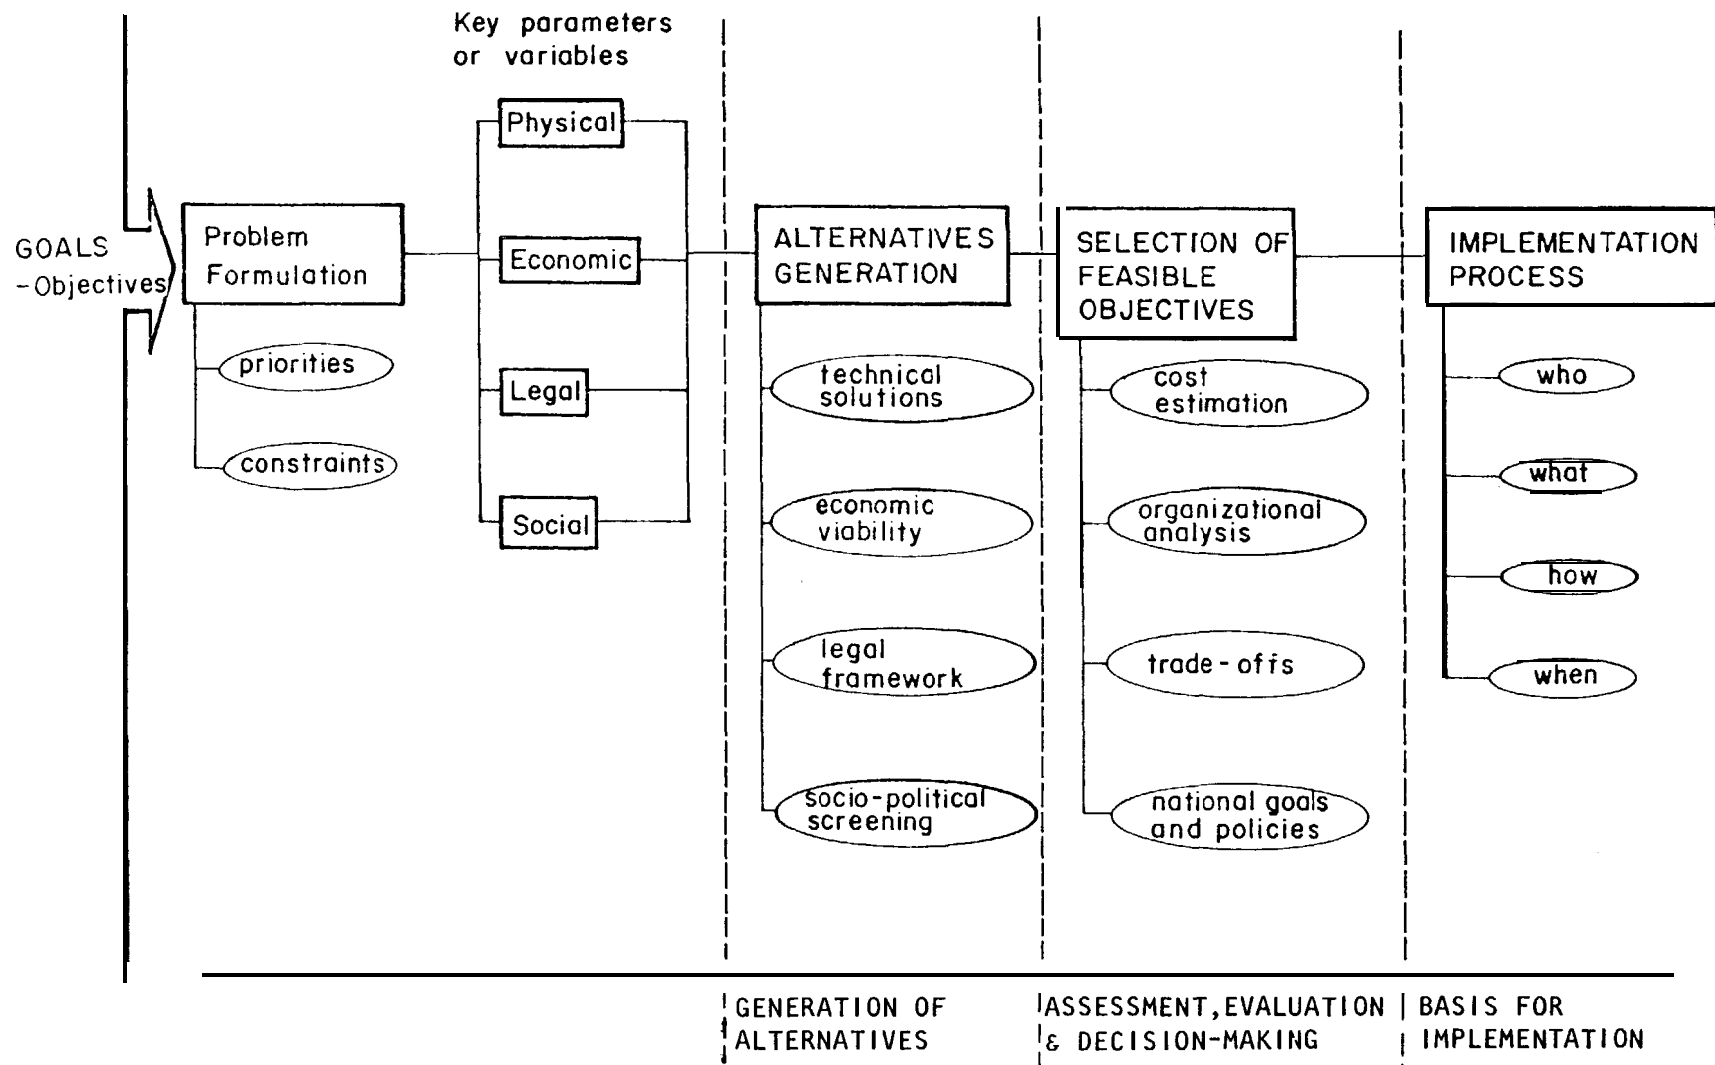 Key parameters
or variables
GOALS
-Objectives
Problem
Formulation
priorities
constraints
Physical
Economic
Legal
Social
ALTERNATIVES
GENERATION
technical
solutions
economic
viability
legal
framework
socio-political
screening
SELECTION OF
FEASIBLE
OBJECTIVES
cost
estimation
organizational
analysis
trade-offs
national goals
and policies
IMPLEMENTATION
PROCESS
who
what
how
when
GENERATION OF
ALTERNATIVES
ASSESSMENT, EVALUATION
& DECISION-MAKING
BASIS FOR
IMPLEMENTATION